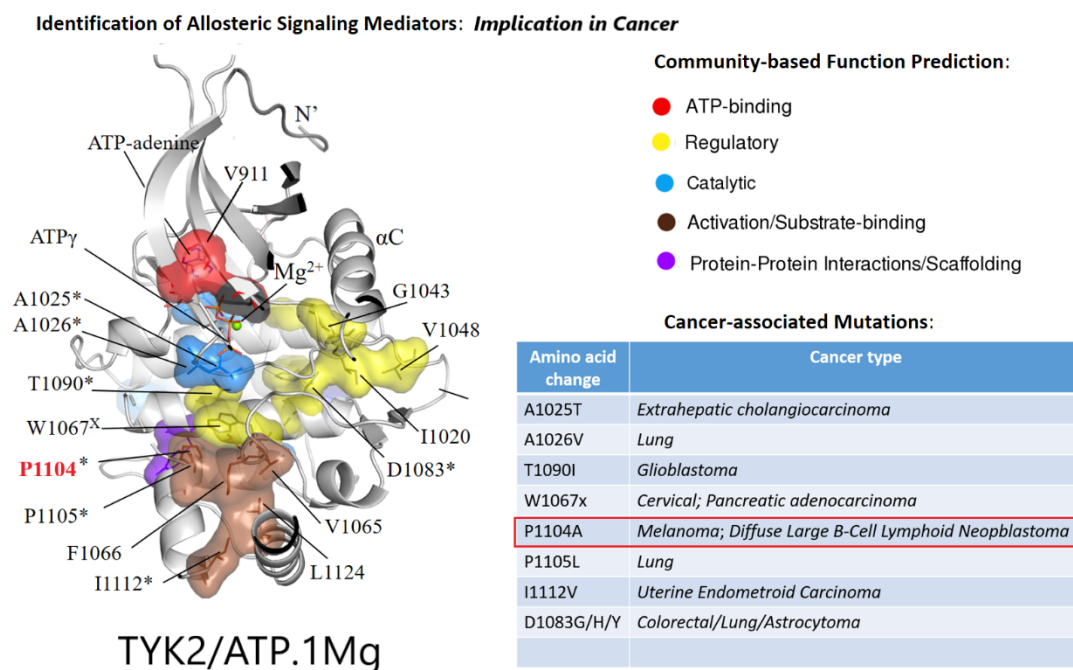 Identification of Allosteric Signaling Mediators: Implication in Cancer
N'
ATP-adenine
V911
ATPγ
αC
Mg²⁺
A1025*
G1043
A1026*
V1048
T1090*
W1067ˣ
I1020
P1104*
D1083*
P1105*
V1065
F1066
L1124
I1112*
TYK2/ATP.1Mg
Community-based Function Prediction:
ATP-binding
Regulatory
Catalytic
Activation/Substrate-binding
Protein-Protein Interactions/Scaffolding
Cancer-associated Mutations:
Amino acid change Cancer type
A1025T Extrahepatic cholangiocarcinoma
A1026V Lung
T1090I Glioblastoma
W1067x Cervical; Pancreatic adenocarcinoma
P1104A Melanoma; Diffuse Large B-Cell Lymphoid Neopblastoma
P1105L Lung
I1112V Uterine Endometroid Carcinoma
D1083G/H/Y Colorectal/Lung/Astrocytoma